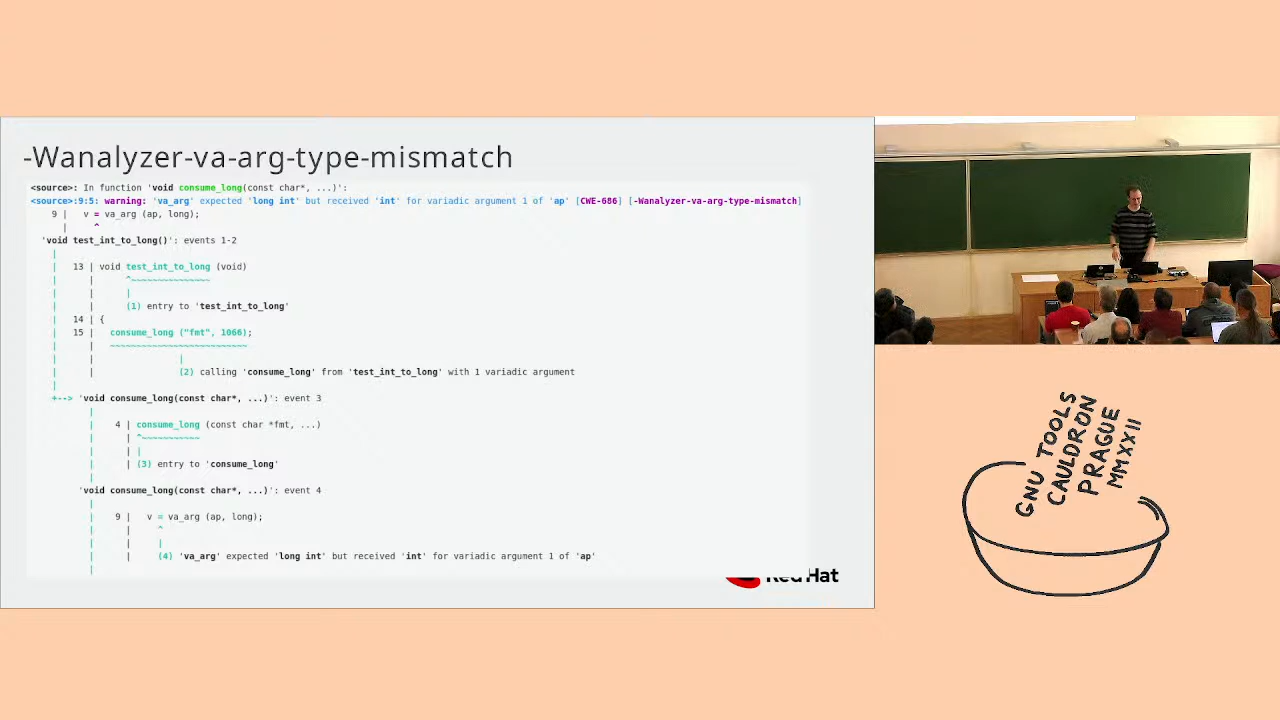 -Wanalyzer-va-arg-type-mismatch
<source>: In function 'void consume_long(const char*, ...)':
<source>:9:5: warning: 'va_arg' expected 'long int' but received 'int' for variadic argument 1 of 'ap' [CWE-686] [-Wanalyzer-va-arg-type-mismatch]
9 |   v = va_arg (ap, long);
|     ^
'void test_int_to_long()': events 1-2
|
|   13 | void test_int_to_long (void)
|      |      ^~~~~~~~~~~~~~~~
|      |      |
|      |      (1) entry to 'test_int_to_long'
|   14 | {
|   15 |   consume_long ("fmt", 1066);
|      |   ~~~~~~~~~~~~~~~~~~~~~~~~~~
|      |                |
|      |                (2) calling 'consume_long' from 'test_int_to_long' with 1 variadic argument
|
+--> 'void consume_long(const char*, ...)': event 3
|
|    4 | consume_long (const char *fmt, ...)
|      | ^~~~~~~~~~~~
|      | |
|      | (3) entry to 'consume_long'
|
'void consume_long(const char*, ...)': event 4
|
|    9 |   v = va_arg (ap, long);
|      |     ^
|      |     |
|      |     (4) 'va_arg' expected 'long int' but received 'int' for variadic argument 1 of 'ap'
|
Red Hat
GNU TOOLS
CAULDRON
PRAGUE
MMXXII